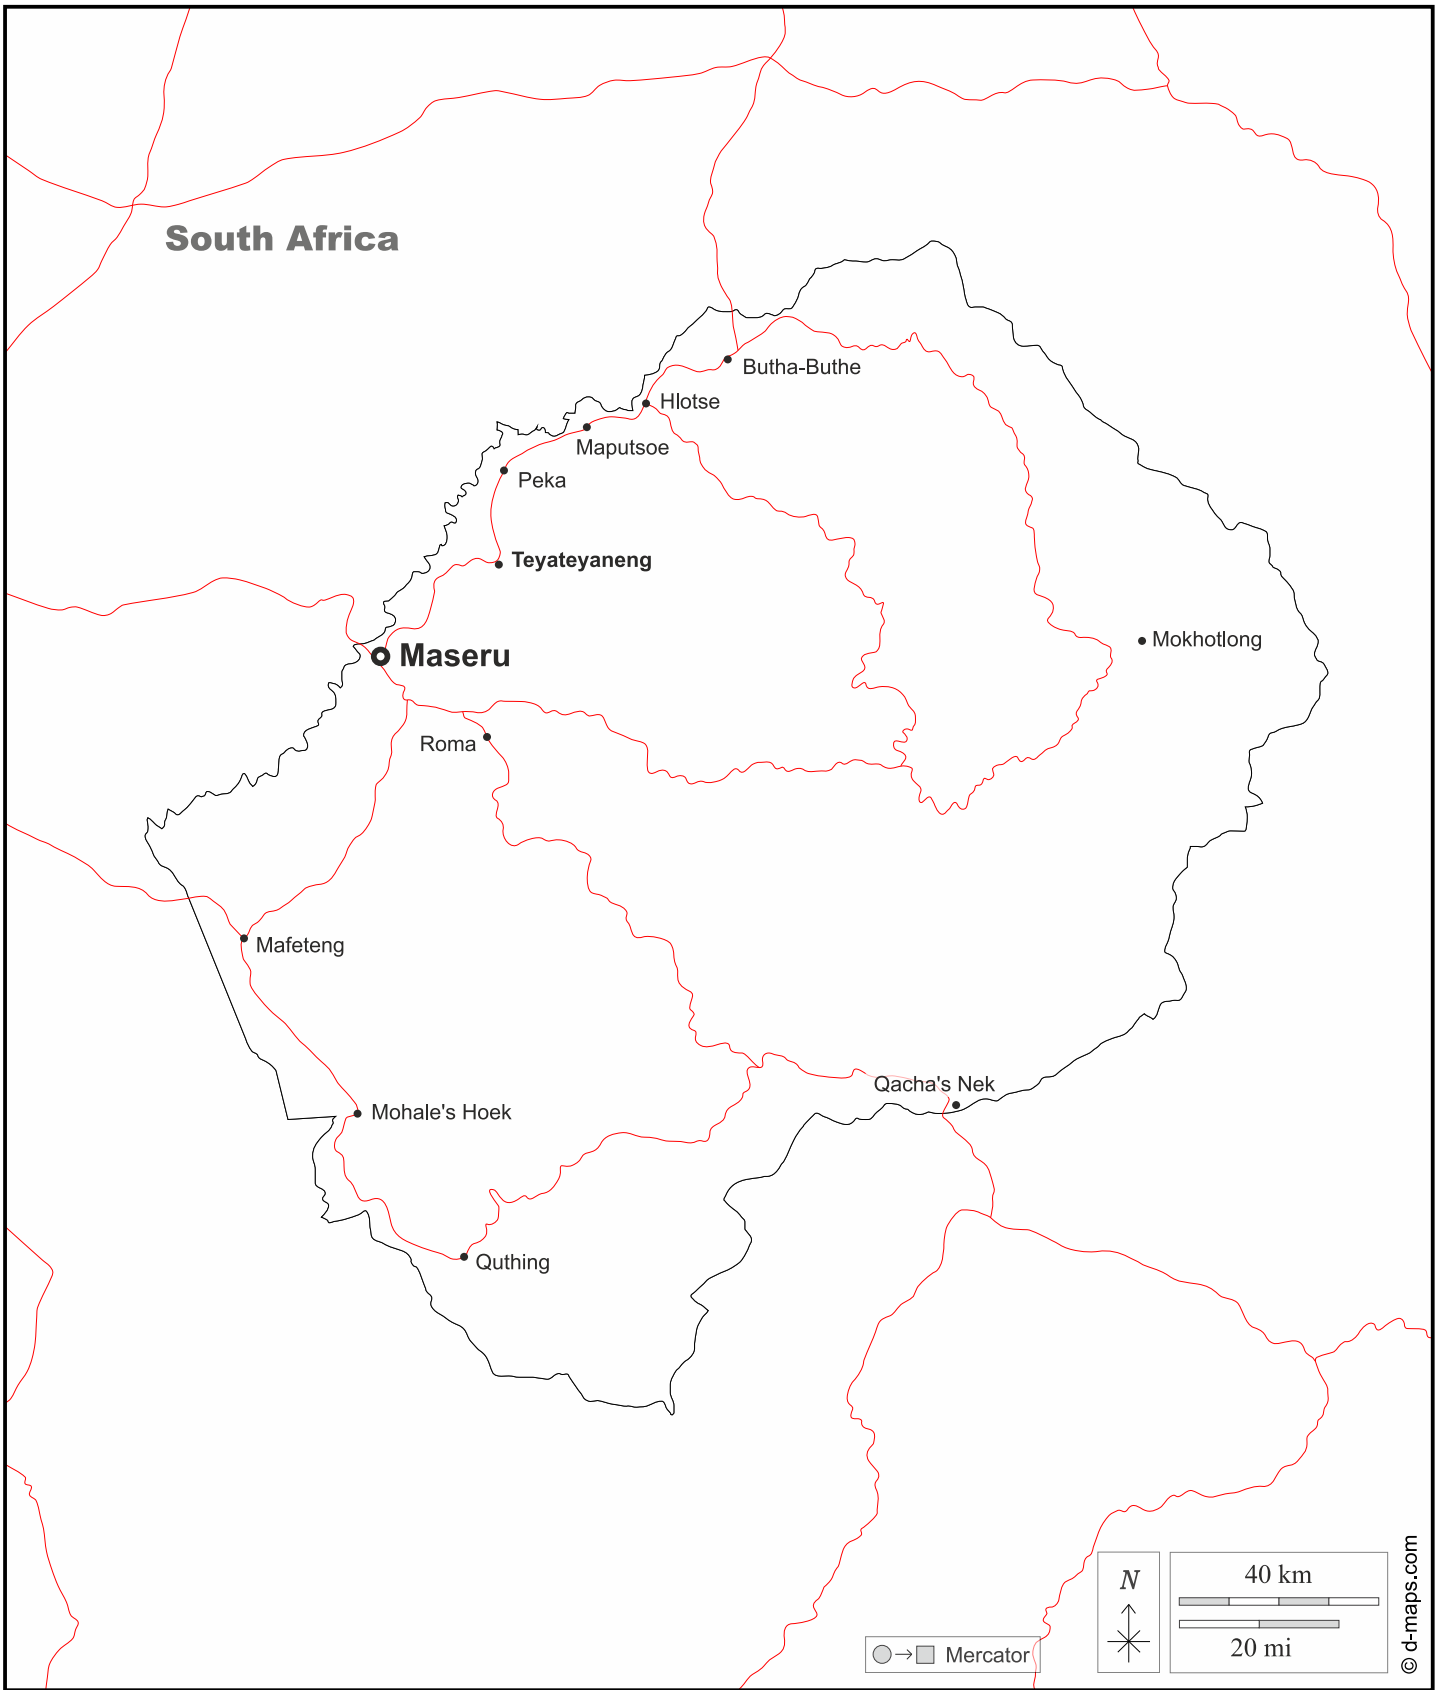 South Africa
Butha-Buthe
Hlotse
Maputsoe
Peka
Teyateyaneng
Mokhotlong
Maseru
Roma
Mafeteng
Qacha's Nek
Mohale's Hoek
Quthing
N
40 km
20 mi
Mercator
© d-maps.com